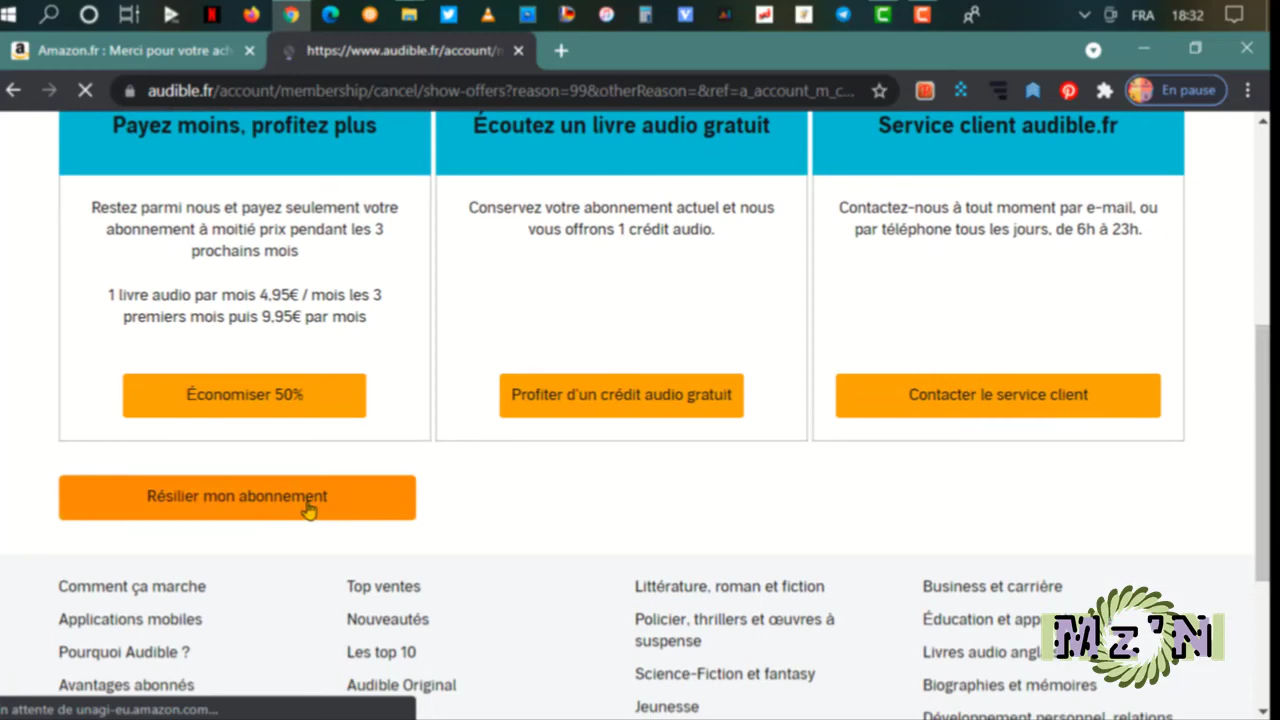 FRA
18:32
Amazon.fr : Merci pour votre ach
https://www.audible.fr/account/
audible.fr/account/membership/cancel/show-offers?reason=99&otherReason=&ref=a_account_m_c...
En pause
Payez moins, profitez plus
Écoutez un livre audio gratuit
Service client audible.fr
Restez parmi nous et payez seulement votre
abonnement à moitié prix pendant les 3
prochains mois
1 livre audio par mois 4,95€ / mois les 3
premiers mois puis 9,95€ par mois
Conservez votre abonnement actuel et nous
vous offrons 1 crédit audio.
Contactez-nous à tout moment par e-mail, ou
par téléphone tous les jours, de 6h à 23h.
Économiser 50%
Profiter d'un crédit audio gratuit
Contacter le service client
Résilier mon abonnement
Comment ça marche
Applications mobiles
Pourquoi Audible ?
Avantages abonnés
Top ventes
Nouveautés
Les top 10
Audible Original
Littérature, roman et fiction
Policier, thrillers et œuvres à
suspense
Science-Fiction et fantasy
Jeunesse
Business et carrière
Éducation et app
Livres audio angl
Biographies et mémoires
Développement personnel, relations
Mz'N
n attente de unagi-eu.amazon.com...